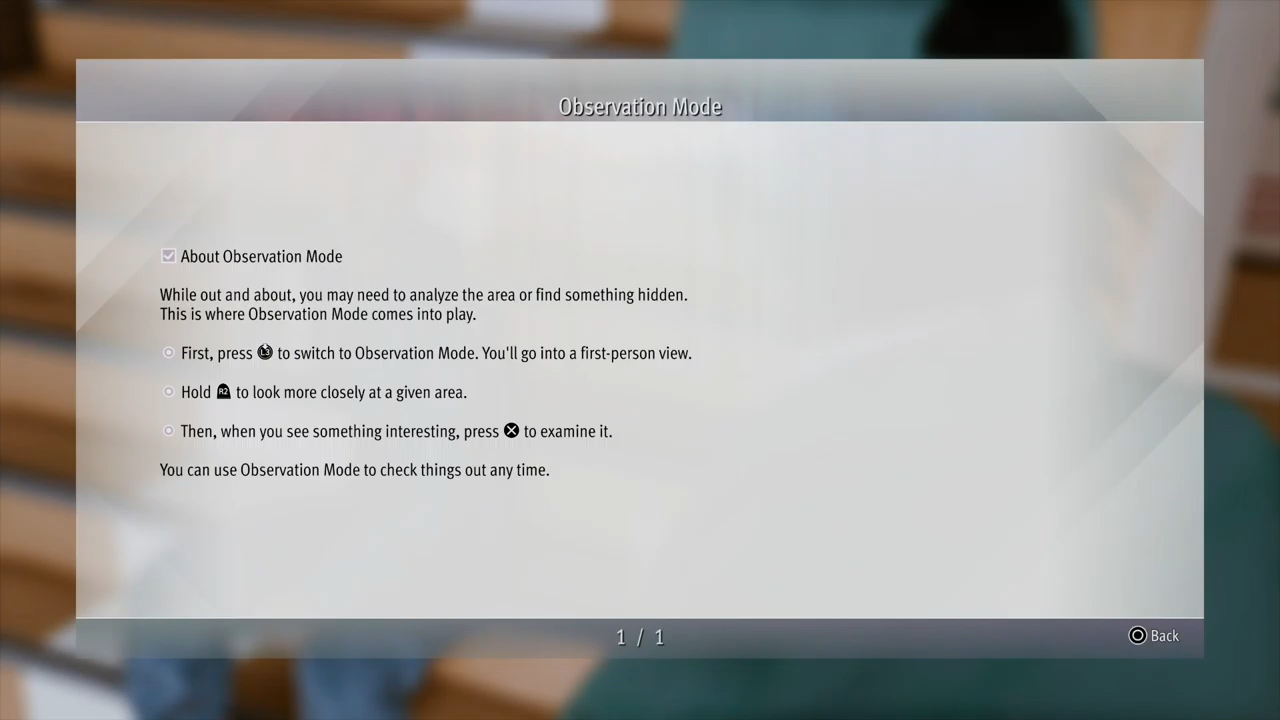 Observation Mode
About Observation Mode
While out and about, you may need to analyze the area or find something hidden.
This is where Observation Mode comes into play.
First, press L3 to switch to Observation Mode. You'll go into a first-person view.
Hold R2 to look more closely at a given area.
Then, when you see something interesting, press ✕ to examine it.
You can use Observation Mode to check things out any time.
1 / 1
Back